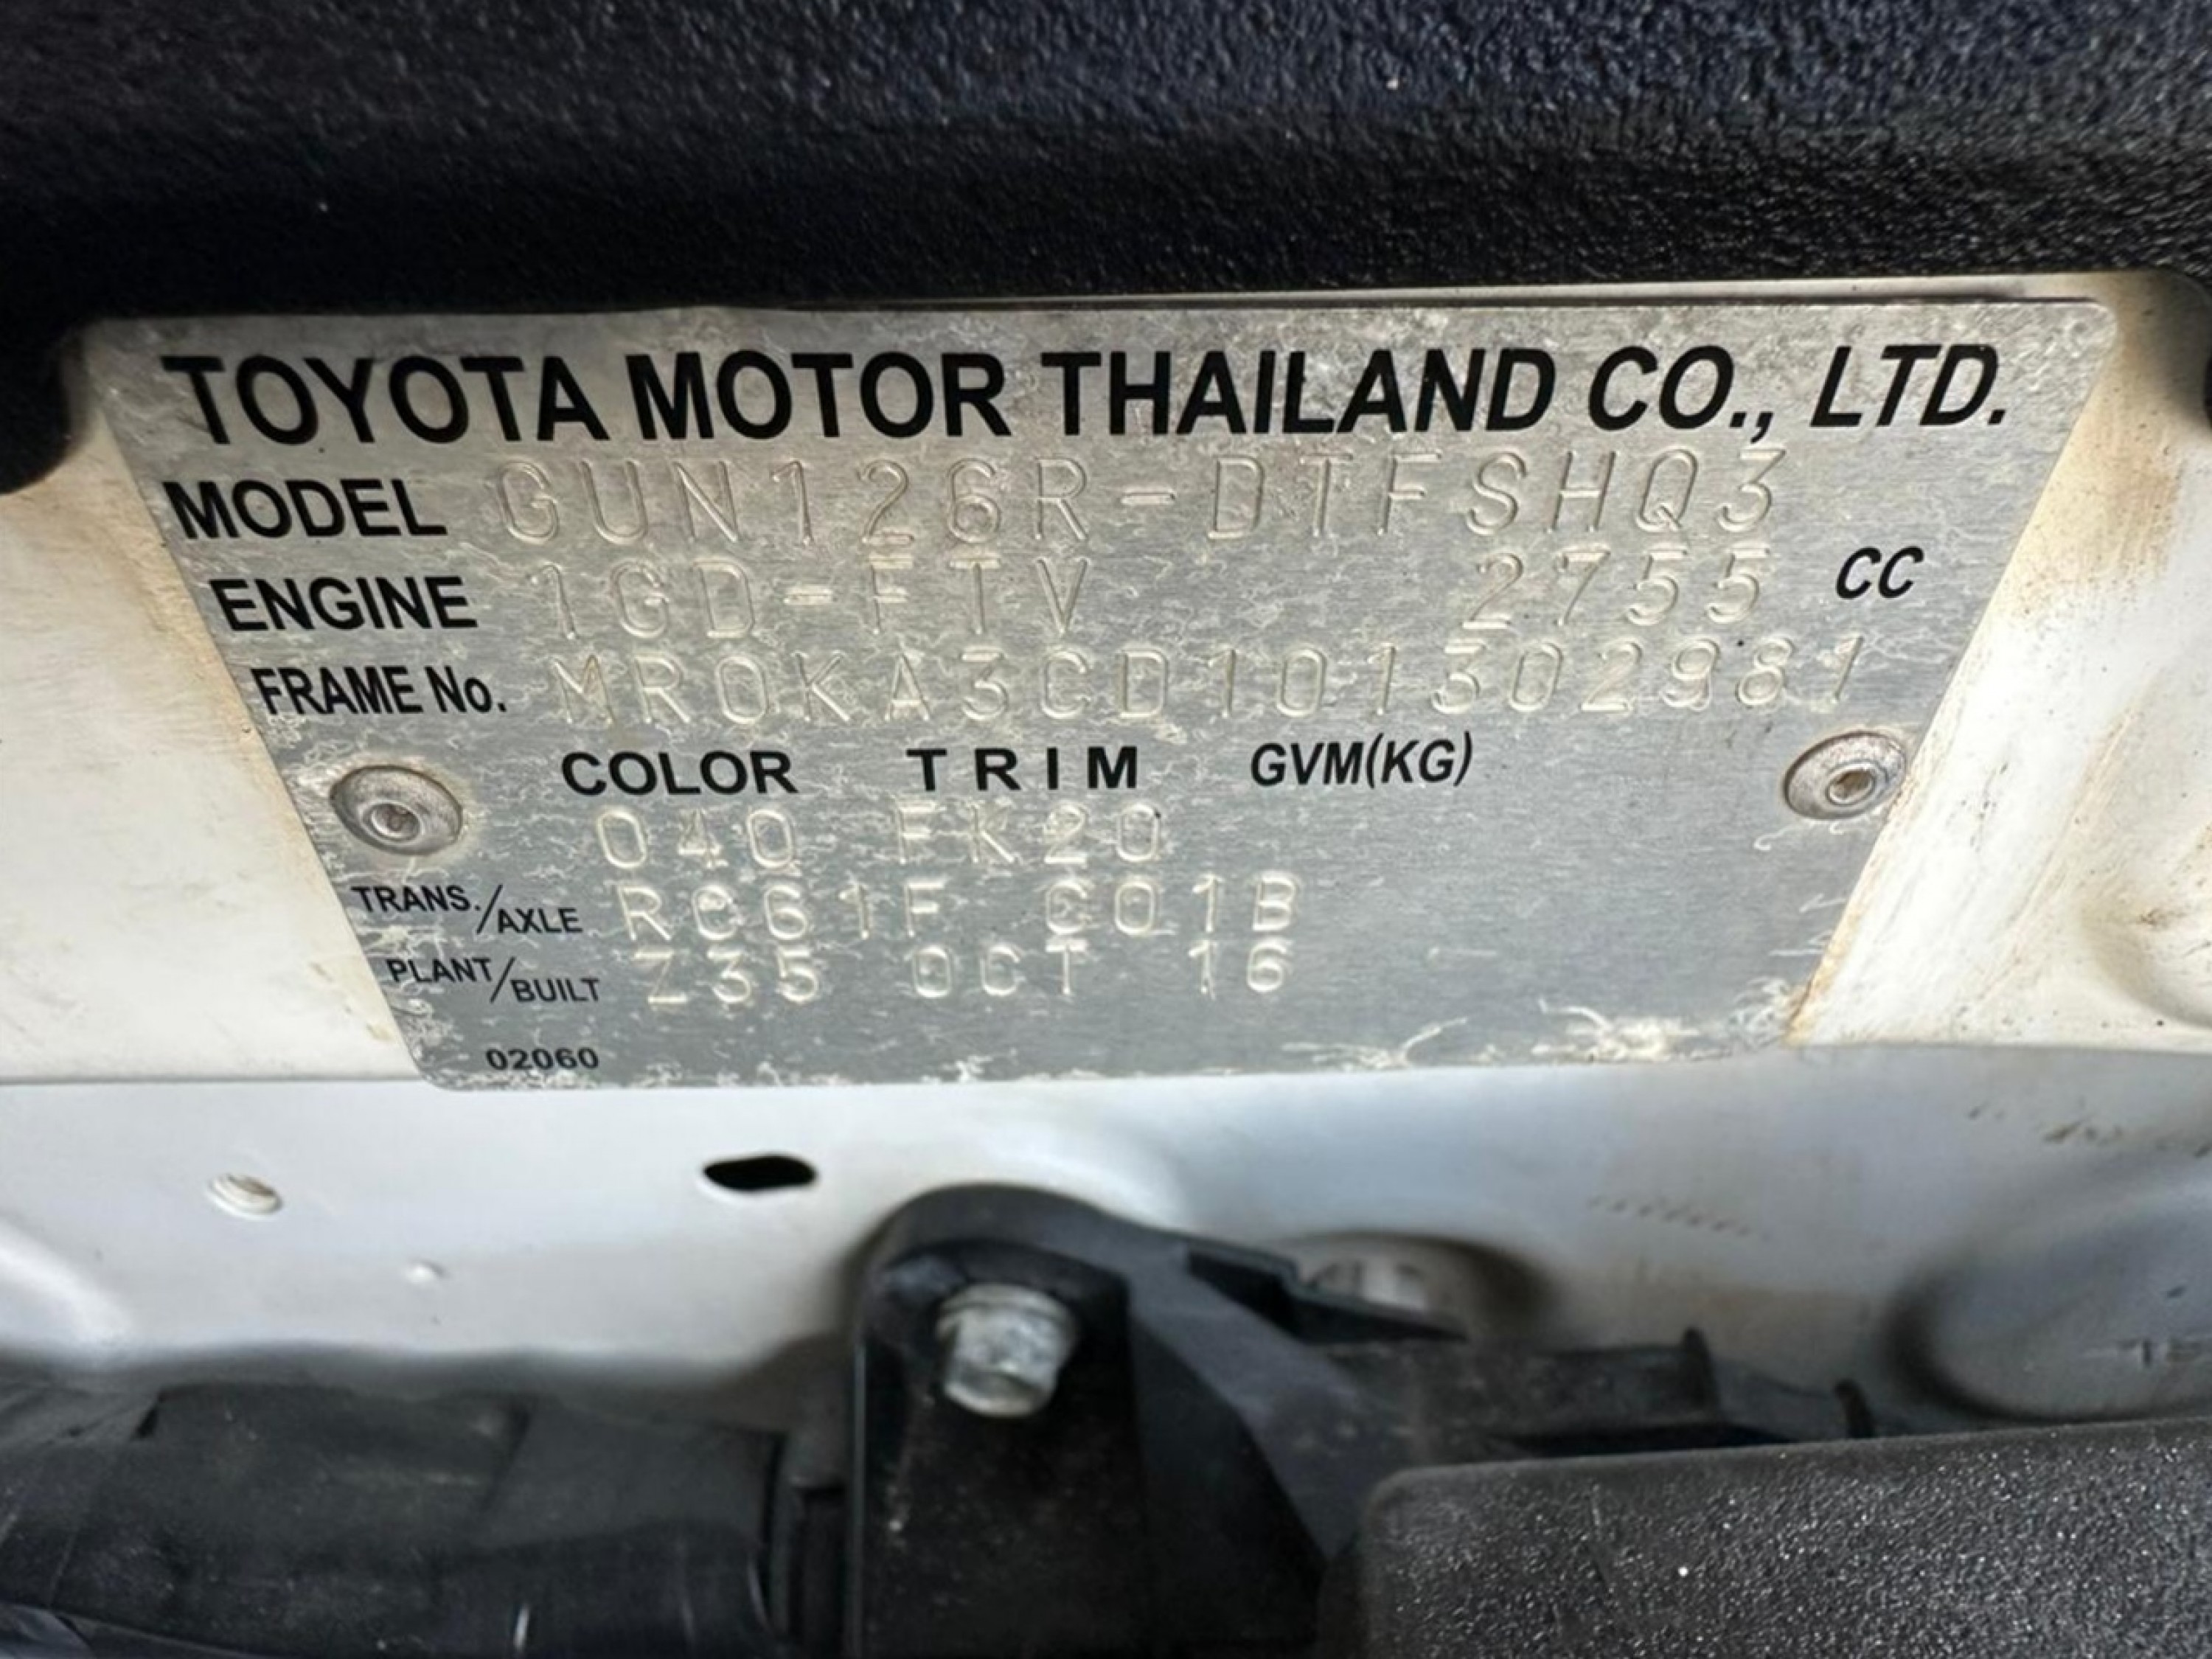 TOYOTA MOTOR THAILAND CO., LTD.
MODEL GUN126R-DTFSHQ3
ENGINE 1GD-FTV 2755 CC
FRAME No. MR0KA3CD101302981
COLOR TRIM GVM(KG)
040 FK20
TRANS./AXLE RC61F G01B
PLANT/BUILT Z35 OCT 16
02060